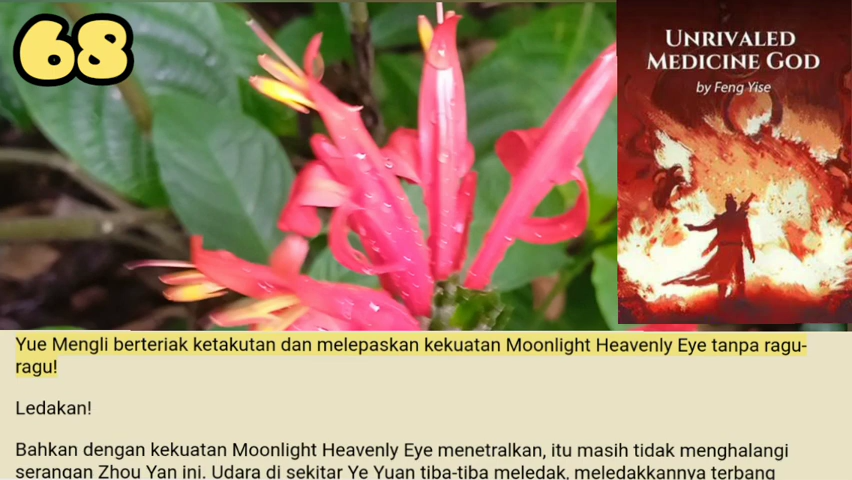 68
UNRIVALED
MEDICINE GOD
by Feng Yise
Yue Mengli berteriak ketakutan dan melepaskan kekuatan Moonlight Heavenly Eye tanpa ragu-
ragu!
Ledakan!
Bahkan dengan kekuatan Moonlight Heavenly Eye menetralkan, itu masih tidak menghalangi
serangan Zhou Yan ini. Udara di sekitar Ye Yuan tiba-tiba meledak, meledakkannya terbang